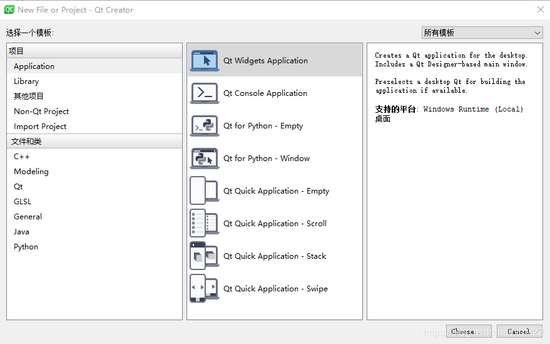 New File or Project - Qt Creator
选择一个模板:
所有模板
项目
Application
Library
其他项目
Non-Qt Project
Import Project
文件和类
C++
Modeling
Qt
GLSL
General
Java
Python
Qt Widgets Application
Qt Console Application
Qt for Python - Empty
Qt for Python - Window
Qt Quick Application - Empty
Qt Quick Application - Scroll
Qt Quick Application - Stack
Qt Quick Application - Swipe
Creates a Qt application for the desktop.
Includes a Qt Designer-based main window.
Preselects a desktop Qt for building the
application if available.
支持的平台: Windows Runtime (Local)
桌面
Choose...
Cancel